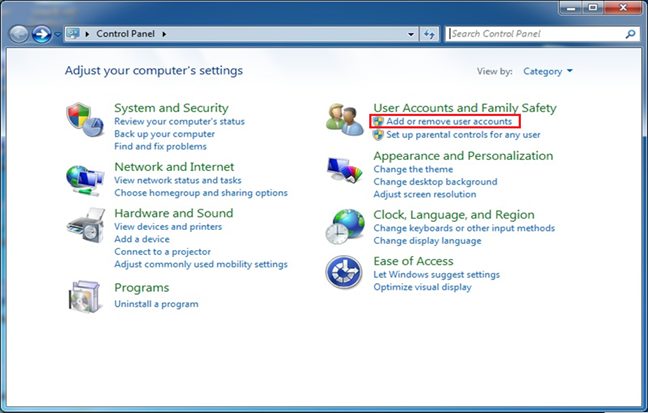 Control Panel
Search Control Panel
Adjust your computer's settings
View by: Category
System and Security
Review your computer's status
Back up your computer
Find and fix problems
Network and Internet
View network status and tasks
Choose homegroup and sharing options
Hardware and Sound
View devices and printers
Add a device
Connect to a projector
Adjust commonly used mobility settings
Programs
Uninstall a program
User Accounts and Family Safety
Add or remove user accounts
Set up parental controls for any user
Appearance and Personalization
Change the theme
Change desktop background
Adjust screen resolution
Clock, Language, and Region
Change keyboards or other input methods
Change display language
Ease of Access
Let Windows suggest settings
Optimize visual display